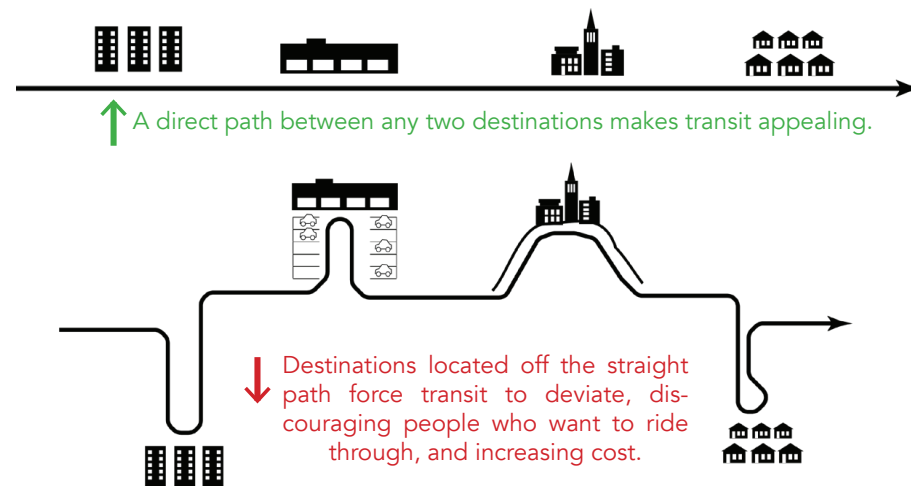 A direct path between any two destinations makes transit appealing.
Destinations located off the straight
path force transit to deviate, dis-
couraging people who want to ride
through, and increasing cost.